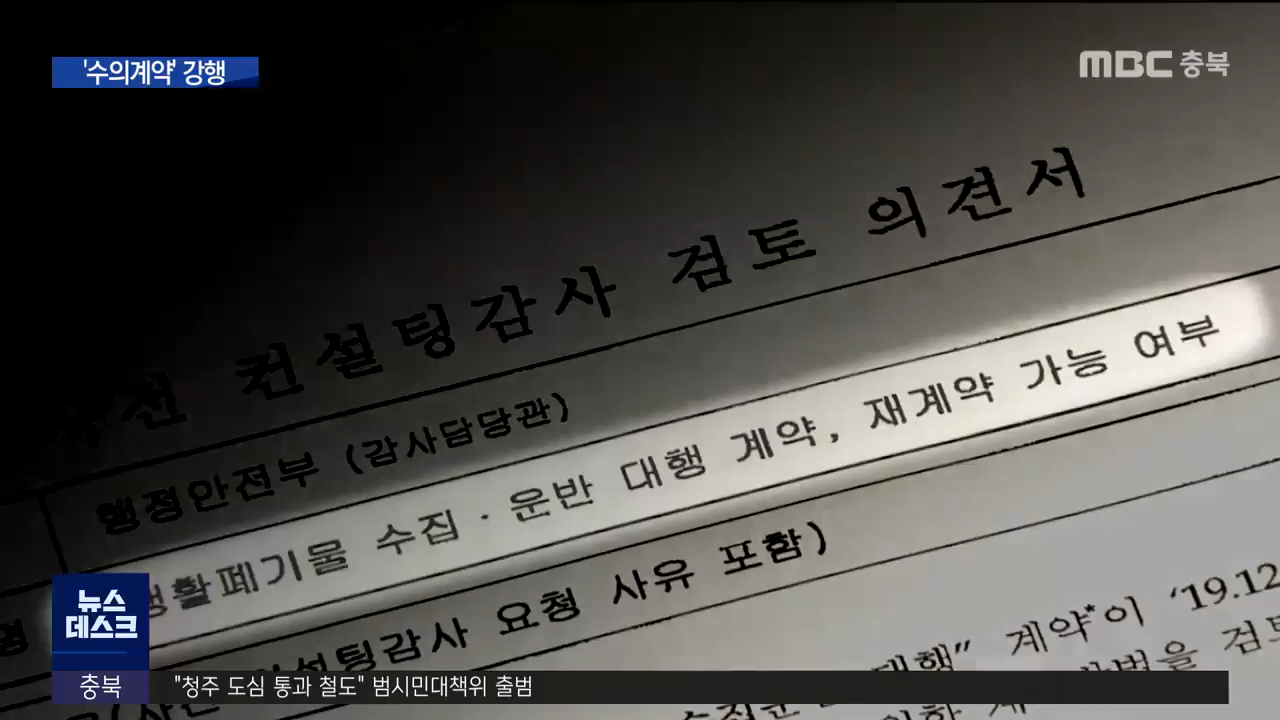 '수의계약' 강행
MBC 충북
사전 컨설팅감사 검토 의견서
행정안전부 (감사담당관)
생활폐기물 수집·운반 대행 계약, 재계약 가능 여부
컨설팅감사 요청 사유 포함)
대행” 계약*이 ‘19.12
뉴스
데스크
충북
"청주 도심 통과 철도" 범시민대책위 출범